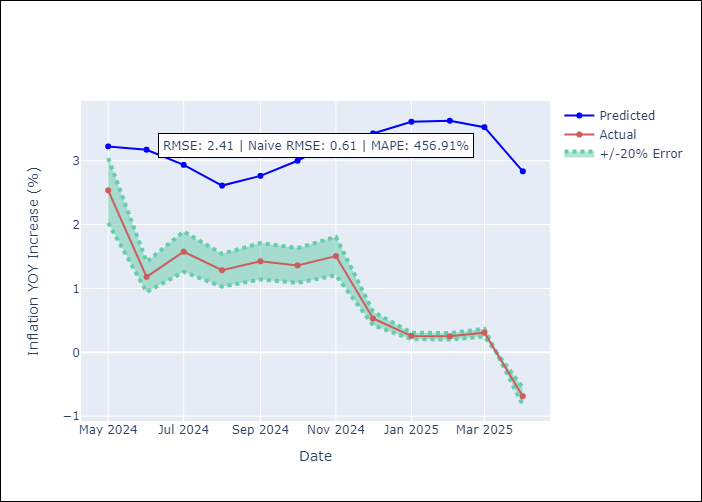 RMSE: 2.41 | Naive RMSE: 0.61 | MAPE: 456.91%
Predicted
Actual
+/-20% Error
Inflation YOY Increase (%)
3
2
1
0
−1
May 2024
Jul 2024
Sep 2024
Nov 2024
Jan 2025
Mar 2025
Date